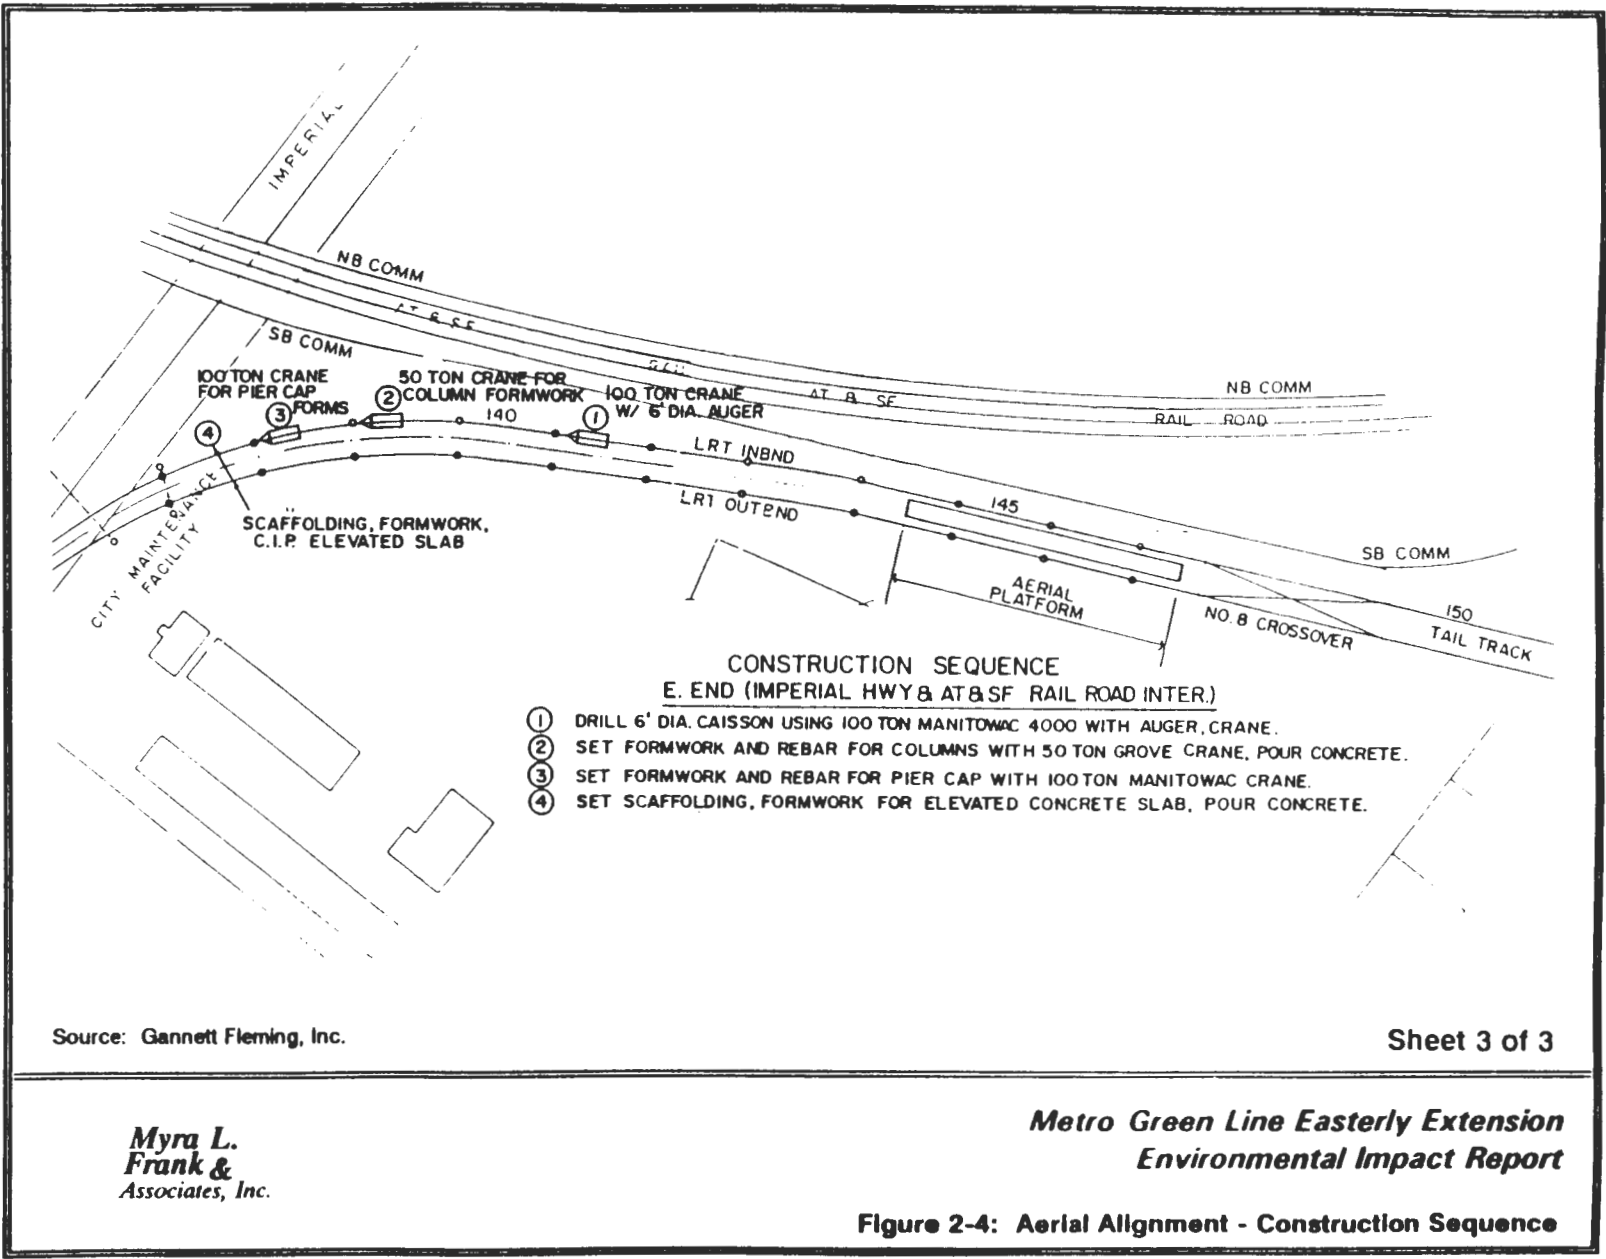 IMPERIAL
NB COMM
AT & SF
SB COMM
100 TON CRANE
FOR PIER CAP
3 FORMS
50 TON CRANE FOR
2 COLUMN FORMWORK
140
100 TON CRANE
1 W/ 6' DIA. AUGER
AT & SF
NB COMM
RAIL ROAD
4
LRT INBND
LRT OUTBND
145
SCAFFOLDING, FORMWORK,
C.I.P. ELEVATED SLAB
CITY MAINTENANCE
FACILITY
SB COMM
AERIAL
PLATFORM
NO. 8 CROSSOVER
150
TAIL TRACK
CONSTRUCTION SEQUENCE
E. END (IMPERIAL HWY & AT&SF RAIL ROAD INTER.)
1 DRILL 6' DIA. CAISSON USING 100 TON MANITOWAC 4000 WITH AUGER, CRANE.
2 SET FORMWORK AND REBAR FOR COLUMNS WITH 50 TON GROVE CRANE, POUR CONCRETE.
3 SET FORMWORK AND REBAR FOR PIER CAP WITH 100 TON MANITOWAC CRANE.
4 SET SCAFFOLDING, FORMWORK FOR ELEVATED CONCRETE SLAB, POUR CONCRETE.
Source: Gannett Fleming, Inc.
Sheet 3 of 3
Myra L.
Frank &
Associates, Inc.
Metro Green Line Easterly Extension
Environmental Impact Report
Figure 2-4: Aerial Alignment - Construction Sequence